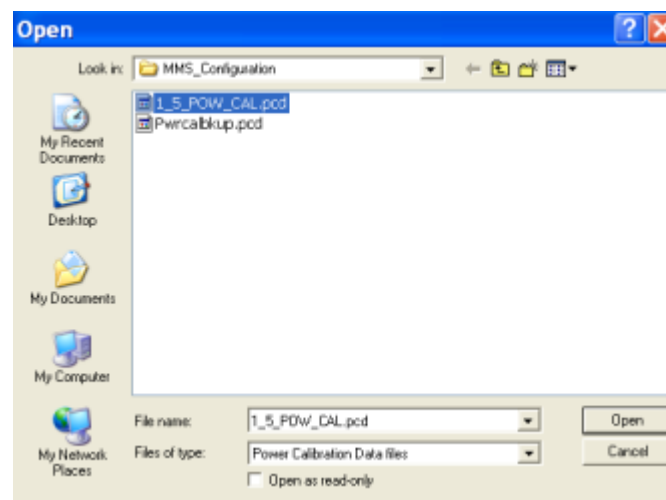 Open
Look in: MMS_Configuration
1_5_POW_CAL.pcd
Pwrcalbkup.pcd
My Recent
Documents
Desktop
My Documents
My Computer
My Network
Places
File name: 1_5_POW_CAL.pcd Open
Files of type: Power Calibration Data files Cancel
Open as read-only